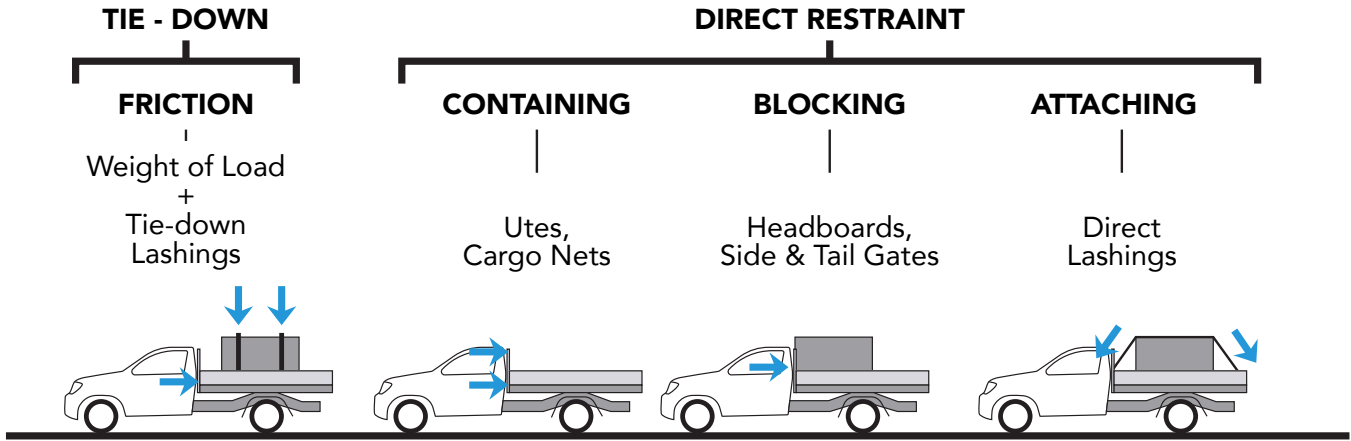 TIE - DOWN
FRICTION
Weight of Load
+
Tie-down
Lashings
DIRECT RESTRAINT
CONTAINING
Utes,
Cargo Nets
BLOCKING
Headboards,
Side & Tail Gates
ATTACHING
Direct
Lashings